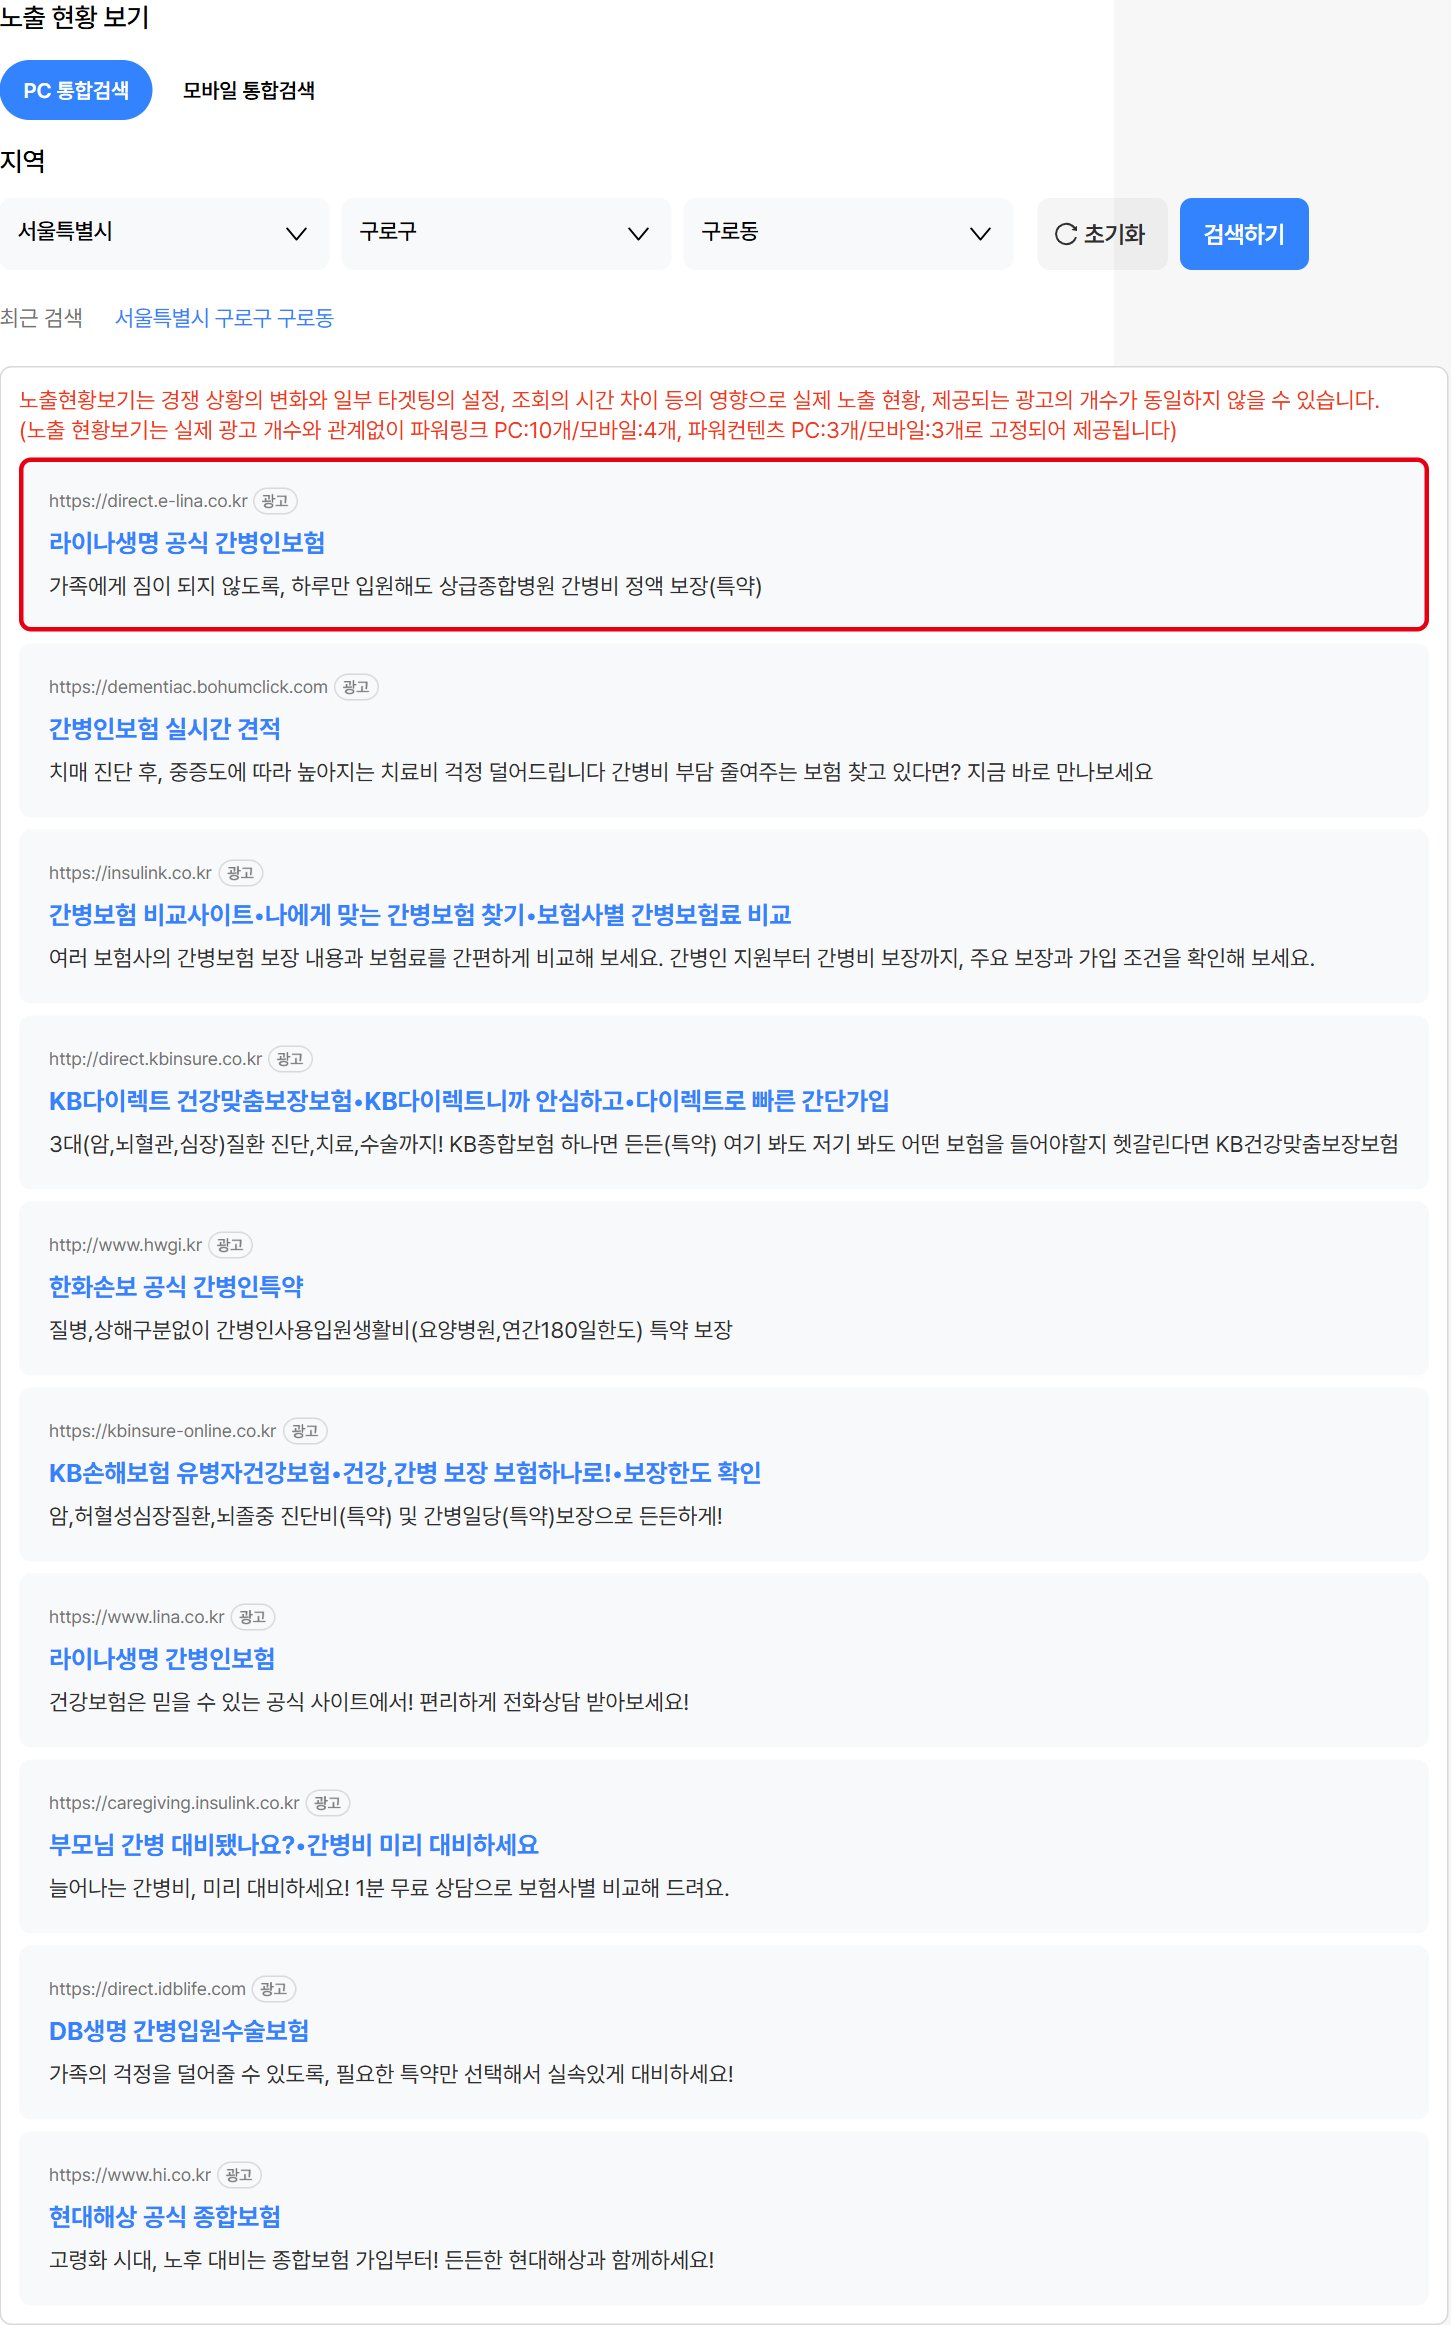 노출 현황 보기
PC 통합검색 모바일 통합검색
지역
서울특별시 구로구 구로동 초기화 검색하기
최근 검색 서울특별시 구로구 구로동
노출현황보기는 경쟁 상황의 변화와 일부 타겟팅의 설정, 조회의 시간 차이 등의 영향으로 실제 노출 현황, 제공되는 광고의 개수가 동일하지 않을 수 있습니다.
(노출 현황보기는 실제 광고 개수와 관계없이 파워링크 PC:10개/모바일:4개, 파워컨텐츠 PC:3개/모바일:3개로 고정되어 제공됩니다)
https://direct.e-lina.co.kr 광고
라이나생명 공식 간병인보험
가족에게 짐이 되지 않도록, 하루만 입원해도 상급종합병원 간병비 정액 보장(특약)
https://dementiac.bohumclick.com 광고
간병인보험 실시간 견적
치매 진단 후, 중증도에 따라 높아지는 치료비 걱정 덜어드립니다 간병비 부담 줄여주는 보험 찾고 있다면? 지금 바로 만나보세요
https://insulink.co.kr 광고
간병보험 비교사이트•나에게 맞는 간병보험 찾기•보험사별 간병보험료 비교
여러 보험사의 간병보험 보장 내용과 보험료를 간편하게 비교해 보세요. 간병인 지원부터 간병비 보장까지, 주요 보장과 가입 조건을 확인해 보세요.
http://direct.kbinsure.co.kr 광고
KB다이렉트 건강맞춤보장보험•KB다이렉트니까 안심하고•다이렉트로 빠른 간단가입
3대(암,뇌혈관,심장)질환 진단,치료,수술까지! KB종합보험 하나면 든든(특약) 여기 봐도 저기 봐도 어떤 보험을 들어야할지 헷갈린다면 KB건강맞춤보장보험
http://www.hwgi.kr 광고
한화손보 공식 간병인특약
질병,상해구분없이 간병인사용입원생활비(요양병원,연간180일한도) 특약 보장
https://kbinsure-online.co.kr 광고
KB손해보험 유병자건강보험•건강,간병 보장 보험하나로!•보장한도 확인
암,허혈성심장질환,뇌졸중 진단비(특약) 및 간병일당(특약)보장으로 든든하게!
https://www.lina.co.kr 광고
라이나생명 간병인보험
건강보험은 믿을 수 있는 공식 사이트에서! 편리하게 전화상담 받아보세요!
https://caregiving.insulink.co.kr 광고
부모님 간병 대비됐나요?•간병비 미리 대비하세요
늘어나는 간병비, 미리 대비하세요! 1분 무료 상담으로 보험사별 비교해 드려요.
https://direct.idblife.com 광고
DB생명 간병입원수술보험
가족의 걱정을 덜어줄 수 있도록, 필요한 특약만 선택해서 실속있게 대비하세요!
https://www.hi.co.kr 광고
현대해상 공식 종합보험
고령화 시대, 노후 대비는 종합보험 가입부터! 든든한 현대해상과 함께하세요!